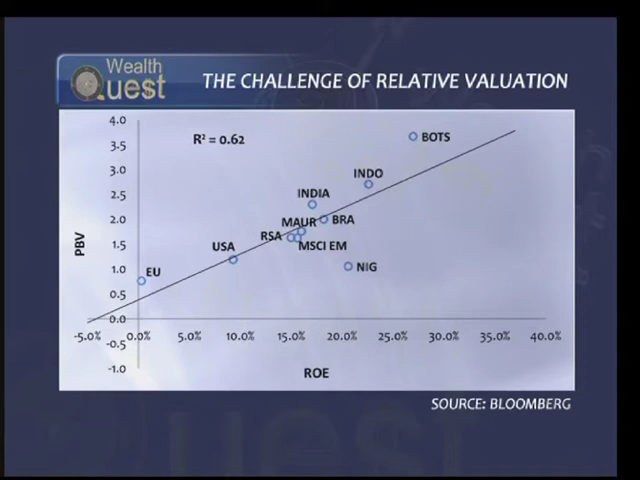 Wealth
Quest
THE CHALLENGE OF RELATIVE VALUATION
4.0
R² = 0.62
BOTS
3.5
3.0
INDO
2.5
INDIA
2.0
MAUR
BRA
PBV
1.5
RSA
MSCI EM
USA
1.0
EU
NIG
0.5
0.0
-5.0% 0.0% 5.0% 10.0% 15.0% 20.0% 25.0% 30.0% 35.0% 40.0%
-0.5
-1.0
ROE
SOURCE: BLOOMBERG